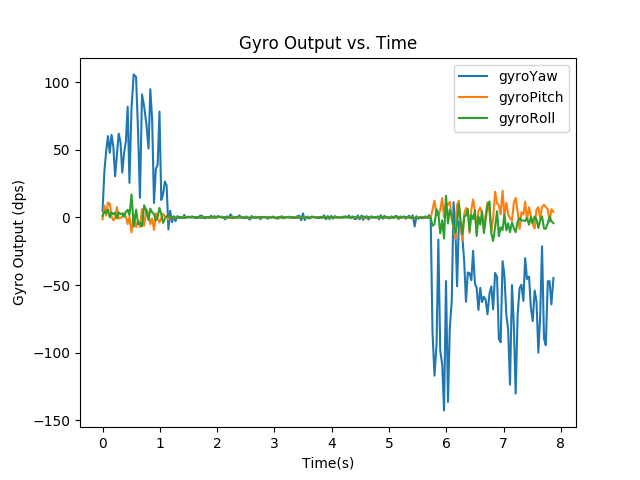 Gyro Output vs. Time
gyroYaw
gyroPitch
gyroRoll
Gyro Output (dps)
100
50
0
−50
−100
−150
0 1 2 3 4 5 6 7 8
Time(s)